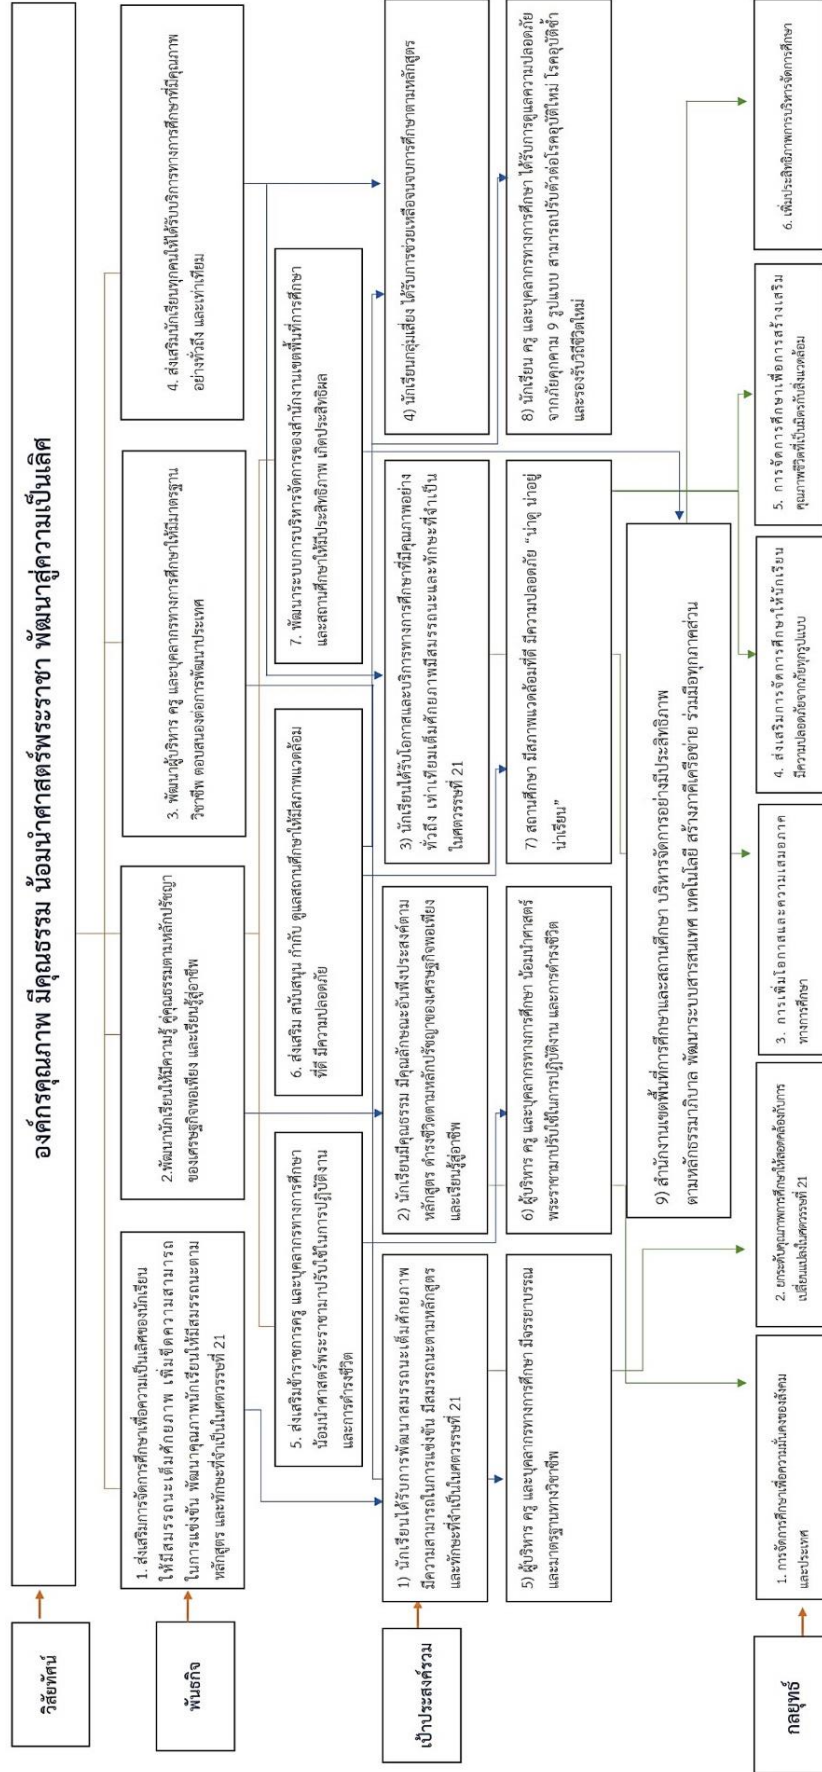 วิสัยทัศน์
องค์กรคุณภาพ มีคุณธรรม น้อมนำศาสตร์พระราชา พัฒนาสู่ความเป็นเลิศ
พันธกิจ
1. ส่งเสริมการจัดการศึกษาเพื่อความเป็นเลิศของนักเรียน
ให้มีสมรรถนะเต็มศักยภาพ เพิ่มขีดความสามารถ
ในการแข่งขัน พัฒนาคุณภาพนักเรียนให้มีสมรรถนะตาม
หลักสูตร และทักษะที่จำเป็นในศตวรรษที่ 21
2.พัฒนานักเรียนให้มีความรู้ คู่คุณธรรมตามหลักปรัชญา
ของเศรษฐกิจพอเพียง และเรียนรู้สู่อาชีพ
3. พัฒนาผู้บริหาร ครู และบุคลากรทางการศึกษาให้มีมาตรฐาน
วิชาชีพ ตอบสนองต่อการพัฒนาประเทศ
4. ส่งเสริมนักเรียนทุกคนให้ได้รับบริการทางการศึกษาที่มีคุณภาพ
อย่างทั่วถึง และเท่าเทียม
5. ส่งเสริมข้าราชการครู และบุคลากรทางการศึกษา
น้อมนำศาสตร์พระราชามาปรับใช้ในการปฏิบัติงาน
และการดำรงชีวิต
6. ส่งเสริม สนับสนุน กำกับ ดูแลสถานศึกษาให้มีสภาพแวดล้อม
ที่ดี มีความปลอดภัย
7. พัฒนาระบบการบริหารจัดการของสำนักงานเขตพื้นที่การศึกษา
และสถานศึกษาให้มีประสิทธิภาพ เกิดประสิทธิผล
เป้าประสงค์รวม
1) นักเรียนได้รับการพัฒนาสมรรถนะเต็มศักยภาพ
มีความสามารถในการแข่งขัน มีสมรรถนะตามหลักสูตร
และทักษะที่จำเป็นในศตวรรษที่ 21
2) นักเรียนมีคุณธรรม มีคุณลักษณะอันพึงประสงค์ตาม
หลักสูตร ดำรงชีวิตตามหลักปรัชญาของเศรษฐกิจพอเพียง
และเรียนรู้สู่อาชีพ
3) นักเรียนได้รับโอกาสและบริการทางการศึกษาที่มีคุณภาพอย่าง
ทั่วถึง เท่าเทียมเต็มศักยภาพมีสมรรถนะและทักษะที่จำเป็น
ในศตวรรษที่ 21
4) นักเรียนกลุ่มเสี่ยง ได้รับการช่วยเหลือจนจบการศึกษาตามหลักสูตร
5) ผู้บริหาร ครู และบุคลากรทางการศึกษา มีจรรยาบรรณ
และมาตรฐานทางวิชาชีพ
6) ผู้บริหาร ครู และบุคลากรทางการศึกษา น้อมนำศาสตร์
พระราชามาปรับใช้ในการปฏิบัติงาน และการดำรงชีวิต
7) สถานศึกษา มีสภาพแวดล้อมที่ดี มีความปลอดภัย “น่าดู น่าอยู่
น่าเรียน”
8) นักเรียน ครู และบุคลากรทางการศึกษา ได้รับการดูแลความปลอดภัย
จากภัยคุกคาม 9 รูปแบบ สามารถปรับตัวต่อโรคอุบัติใหม่ โรคอุบัติซ้ำ
และรองรับวิถีชีวิตใหม่
9) สำนักงานเขตพื้นที่การศึกษาและสถานศึกษา บริหารจัดการอย่างมีประสิทธิภาพ
ตามหลักธรรมาภิบาล พัฒนาระบบสารสนเทศ เทคโนโลยี สร้างภาคีเครือข่าย ร่วมมือทุกภาคส่วน
กลยุทธ์
1. การจัดการศึกษาเพื่อความมั่นคงของสังคม
และประเทศ
2. ยกระดับคุณภาพการศึกษาให้สอดคล้องกับการ
เปลี่ยนแปลงในศตวรรษที่ 21
3. การเพิ่มโอกาสและความเสมอภาค
ทางการศึกษา
4. ส่งเสริมการจัดการศึกษาให้นักเรียน
มีความปลอดภัยจากภัยทุกรูปแบบ
5. การจัดการศึกษาเพื่อการสร้างเสริม
คุณภาพชีวิตที่เป็นมิตรกับสิ่งแวดล้อม
6. เพิ่มประสิทธิภาพการบริหารจัดการศึกษา